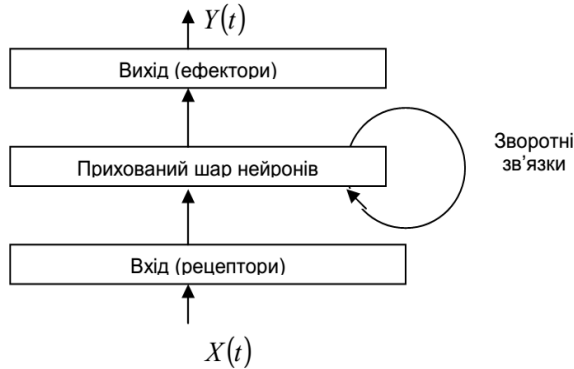 Y(t)
Вихід (ефектори)
Прихований шар нейронів
Зворотні
зв'язки
Вхід (рецептори)
X(t)